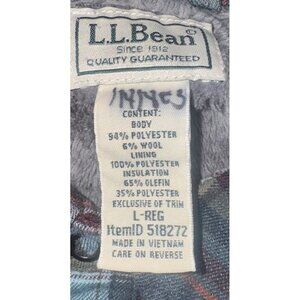 L.L.Bean®
Since 1912
QUALITY GUARANTEED
INNES
CONTENT:
BODY
94% POLYESTER
6% WOOL
LINING
100% POLYESTER
INSULATION
65% OLEFIN
35% POLYESTER
EXCLUSIVE OF TRIM
L-REG
ItemID 518272
MADE IN VIETNAM
CARE ON REVERSE